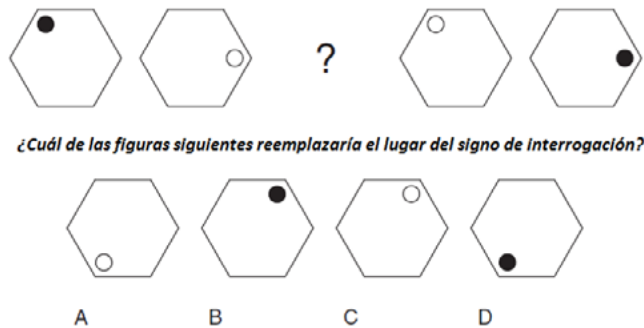 ?
¿Cuál de las figuras siguientes reemplazaría el lugar del signo de interrogación?
A B C D